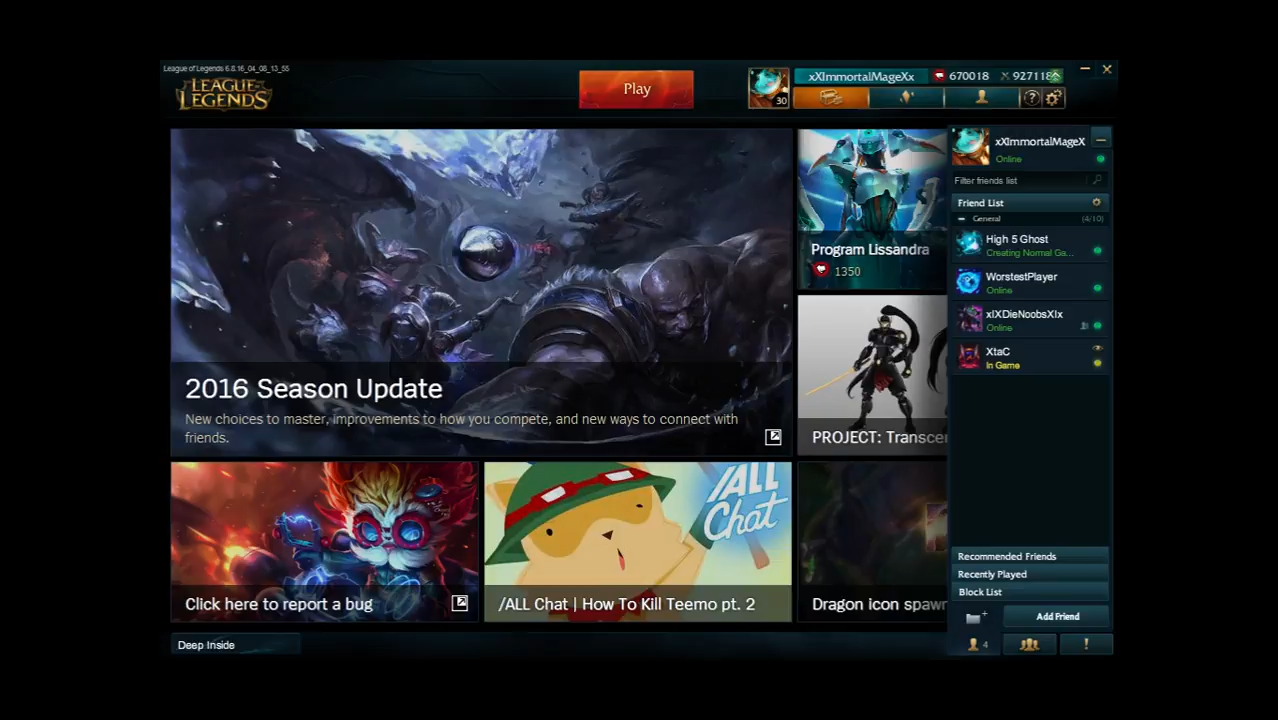 League of Legends 6.8.16_04_08_13_55
LEAGUE OF LEGENDS
Play
30
xXImmortalMageXx
670018
927118
?
2016 Season Update
New choices to master, improvements to how you compete, and new ways to connect with
friends.
Program Lissandra
1350
PROJECT: Transcen
Click here to report a bug
/ALL Chat
/ALL Chat | How To Kill Teemo pt. 2
Dragon icon spawn
xXImmortalMageX
Online
Filter friends list
Friend List
General
(4/10)
High 5 Ghost
Creating Normal Ga...
WorstestPlayer
Online
x!XDieNoobsX!x
Online
XtaC
In Game
Recommended Friends
Recently Played
Block List
Add Friend
4
!
Deep Inside